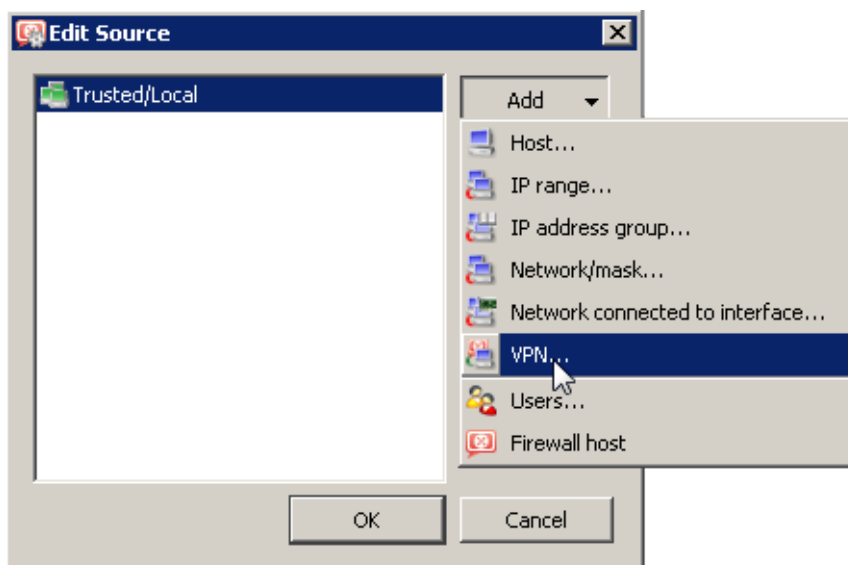 Edit Source
Trusted/Local
Add
Host...
IP range...
IP address group...
Network/mask...
Network connected to interface...
VPN...
Users...
Firewall host
OK
Cancel